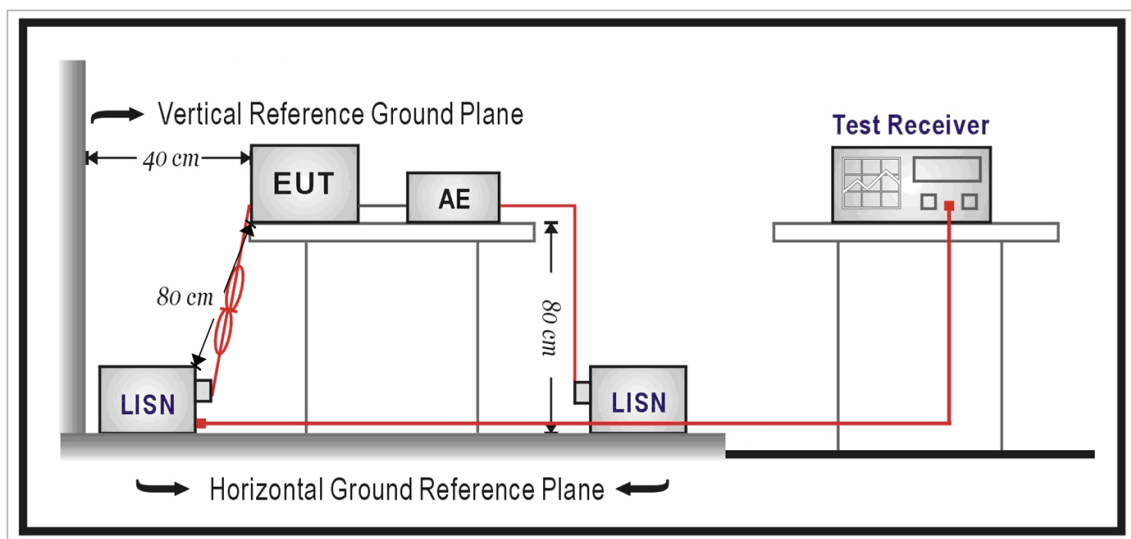 Vertical Reference Ground Plane
Test Receiver
40 cm
EUT
AE
80 cm
80 cm
LISN
LISN
Horizontal Ground Reference Plane